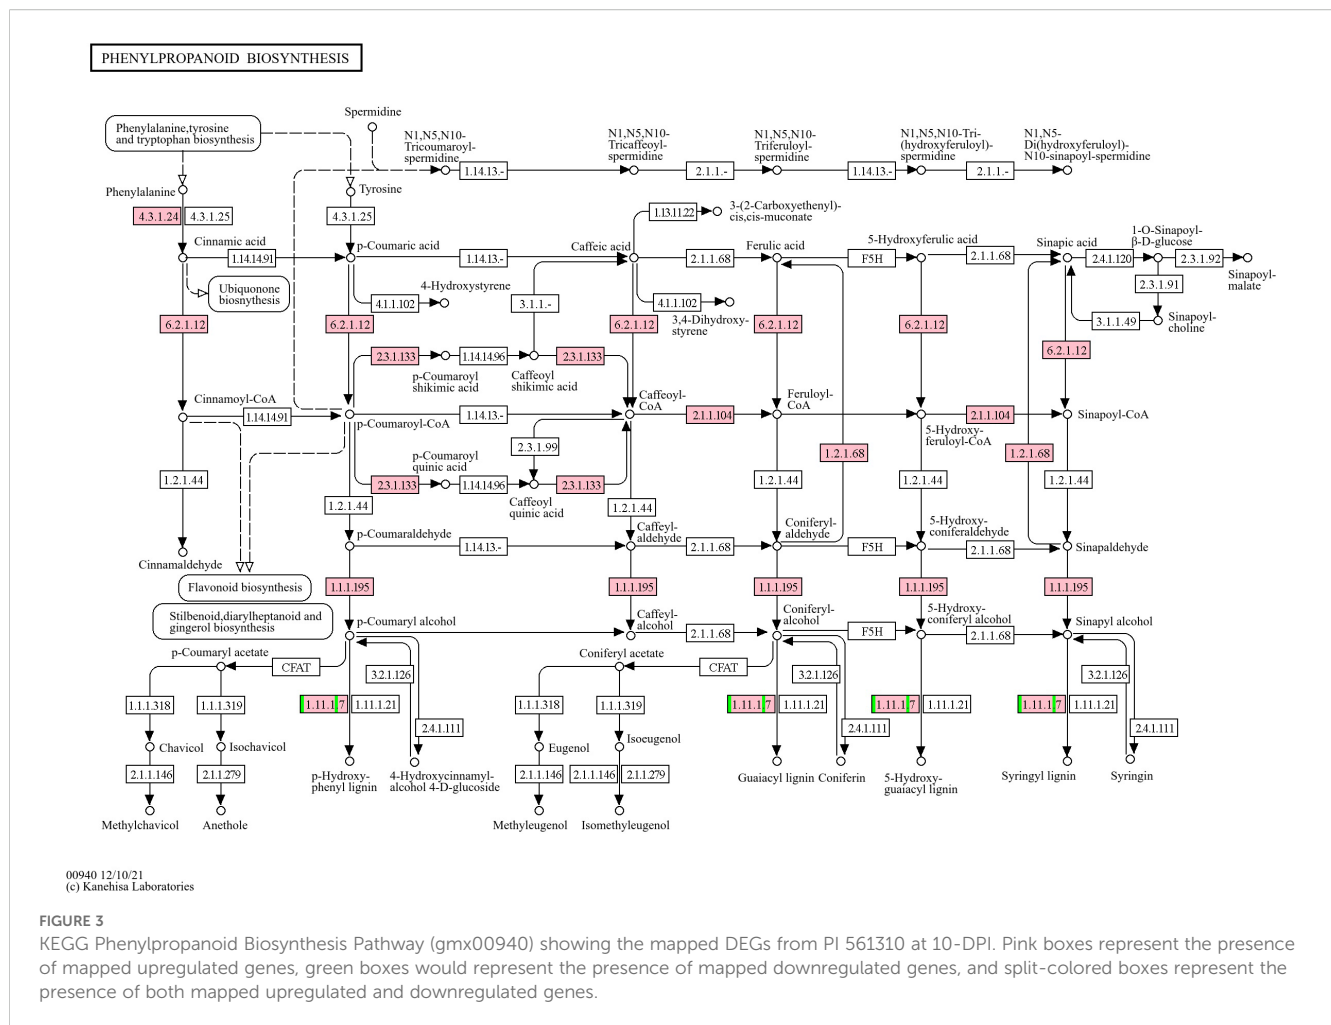 PHENYLPROPANOID BIOSYNTHESIS
Phenylalanine,tyrosine
and tryptophan biosynthesis
Spermidine
N1,N5,N10-
Tricoumaroyl-
spermidine
N1,N5,N10-
Tricaffeoyl-
spermidine
N1,N5,N10-
Triferuloyl-
spermidine
N1,N5,N10-Tri-
(hydroxyferuloyl)-
spermidine
N1,N5-
Di(hydroxyferuloyl)-
N10-sinapoyl-spermidine
1.14.13.-
2.1.1.-
1.14.13.-
2.1.1.-
Phenylalanine
Tyrosine
4.3.1.24
4.3.1.25
4.3.1.25
1.13.11.22
3-(2-Carboxyethenyl)-
cis,cis-muconate
Cinnamic acid
p-Coumaric acid
Caffeic acid
Ferulic acid
5-Hydroxyferulic acid
Sinapic acid
1-O-Sinapoyl-
β-D-glucose
1.14.14.91
1.14.13.-
2.1.1.68
F5H
2.1.1.68
2.4.1.120
2.3.1.92
Sinapoyl-
malate
Ubiquonone
biosnythesis
4.1.1.102
4-Hydroxystyrene
3.1.1.-
4.1.1.102
3,4-Dihydroxy-
styrene
2.3.1.91
3.1.1.49
Sinapoyl-
choline
6.2.1.12
6.2.1.12
6.2.1.12
6.2.1.12
6.2.1.12
6.2.1.12
2.3.1.133
1.14.14.96
2.3.1.133
p-Coumaroyl
shikimic acid
Caffeoyl
shikimic acid
Cinnamoyl-CoA
1.14.14.91
p-Coumaroyl-CoA
1.14.13.-
Caffeoyl-
CoA
2.1.1.104
Feruloyl-
CoA
5-Hydroxy-
feruloyl-CoA
2.1.1.104
Sinapoyl-CoA
p-Coumaroyl
quinic acid
2.3.1.99
1.2.1.68
1.2.1.68
2.3.1.133
1.14.14.96
2.3.1.133
Caffeoyl
quinic acid
1.2.1.44
1.2.1.44
1.2.1.44
1.2.1.44
1.2.1.44
1.2.1.44
Cinnamaldehyde
p-Coumaraldehyde
1.14.13.-
Caffeyl-
aldehyde
2.1.1.68
Coniferyl-
aldehyde
F5H
5-Hydroxy-
coniferaldehyde
2.1.1.68
Sinapaldehyde
Flavonoid biosynthesis
Stilbenoid,diarylheptanoid and
gingerol biosynthesis
1.1.1.195
1.1.1.195
1.1.1.195
1.1.1.195
1.1.1.195
p-Coumaryl alcohol
Caffeyl-
alcohol
2.1.1.68
Coniferyl-
alcohol
F5H
5-Hydroxy-
coniferyl alcohol
2.1.1.68
Sinapyl alcohol
p-Coumaryl acetate
CFAT
3.2.1.126
Coniferyl acetate
CFAT
3.2.1.126
3.2.1.126
1.1.1.318
1.1.1.319
1.11.1.7
1.11.1.21
2.4.1.111
1.1.1.318
1.1.1.319
1.11.1.7
1.11.1.21
2.4.1.111
1.11.1.7
1.11.1.21
1.11.1.7
1.11.1.21
2.4.1.111
Chavicol
Isochavicol
Eugenol
Isoeugenol
2.1.1.146
2.1.1.279
p-Hydroxy-
phenyl lignin
4-Hydroxycinnamyl-
alcohol 4-D-glucoside
2.1.1.146
2.1.1.146
2.1.1.279
Guaiacyl lignin
Coniferin
5-Hydroxy-
guaiacyl lignin
Syringyl lignin
Syringin
Methylchavicol
Anethole
Methyleugenol
Isomethyleugenol
00940 12/10/21
(c) Kanehisa Laboratories
FIGURE 3
KEGG Phenylpropanoid Biosynthesis Pathway (gmx00940) showing the mapped DEGs from PI 561310 at 10-DPI. Pink boxes represent the presence
of mapped upregulated genes, green boxes would represent the presence of mapped downregulated genes, and split-colored boxes represent the
presence of both mapped upregulated and downregulated genes.